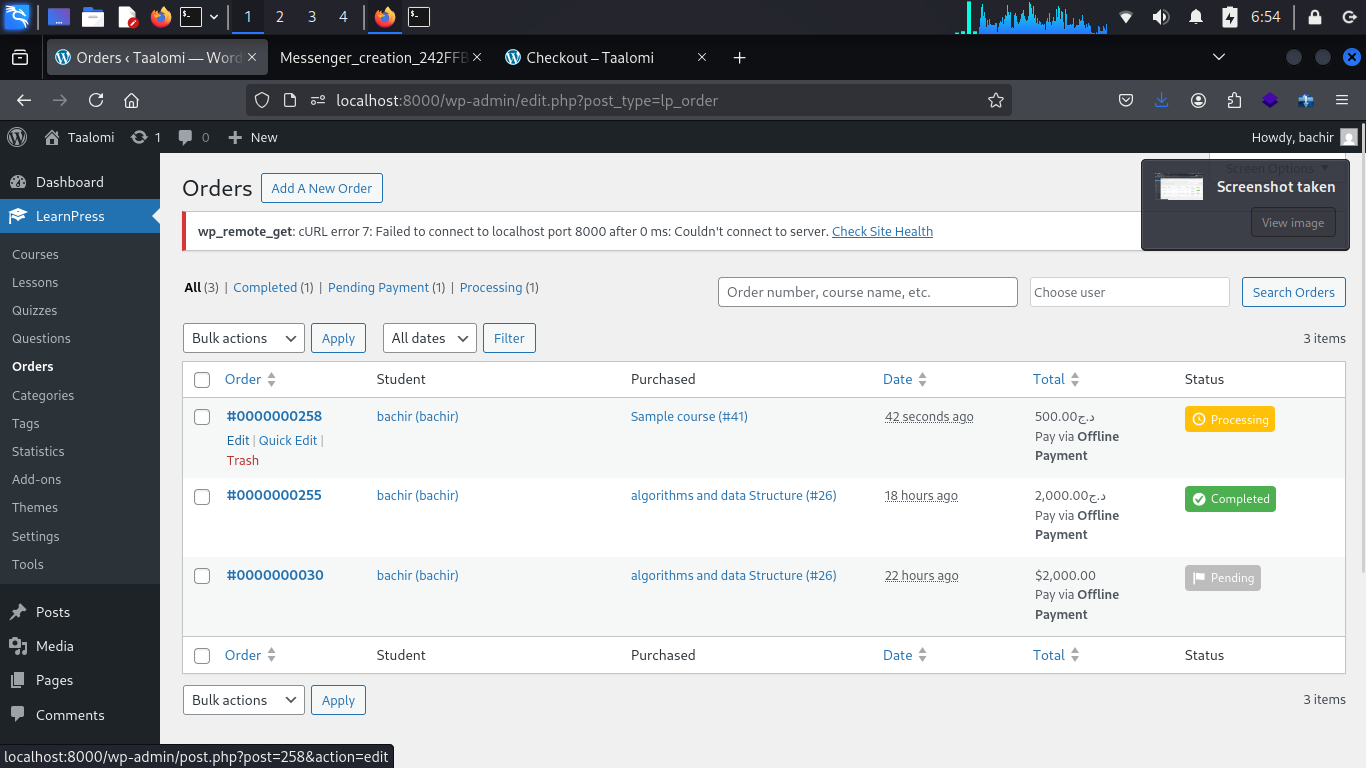 1 2 3 4 6:54
Orders ‹ Taalomi — Word
Messenger_creation_242FFB
Checkout – Taalomi
localhost:8000/wp-admin/edit.php?post_type=lp_order
Taalomi 1 0 New Howdy, bachir
Screen Options
Screenshot taken
View image
Dashboard
LearnPress
Courses
Lessons
Quizzes
Questions
Orders
Categories
Tags
Statistics
Add-ons
Themes
Settings
Tools
Posts
Media
Pages
Comments
Orders Add A New Order
wp_remote_get: cURL error 7: Failed to connect to localhost port 8000 after 0 ms: Couldn't connect to server. Check Site Health
All (3) | Completed (1) | Pending Payment (1) | Processing (1)
Order number, course name, etc. Choose user Search Orders
Bulk actions Apply All dates Filter 3 items
Order Student Purchased Date Total Status
#0000000258 bachir (bachir) Sample course (#41) 42 seconds ago 500.00د.ج Processing
Edit | Quick Edit | Pay via Offline
Trash Payment
#0000000255 bachir (bachir) algorithms and data Structure (#26) 18 hours ago 2,000.00د.ج Completed
Pay via Offline
Payment
#0000000030 bachir (bachir) algorithms and data Structure (#26) 22 hours ago $2,000.00 Pending
Pay via Offline
Payment
Order Student Purchased Date Total Status
Bulk actions Apply 3 items
localhost:8000/wp-admin/post.php?post=258&action=edit